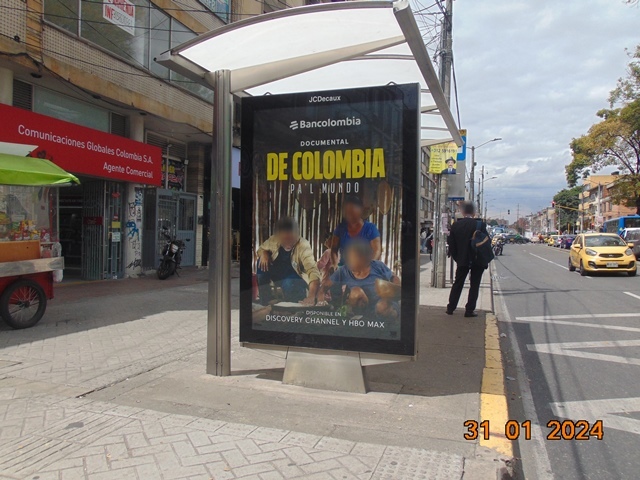 Comunicaciones Globales Colombia S.A.
Agente Comercial
JCDecaux
Bancolombia
DOCUMENTAL
DE COLOMBIA
PA'L MUNDO
DISPONIBLE EN
DISCOVERY CHANNEL Y HBO MAX
31 01 2024